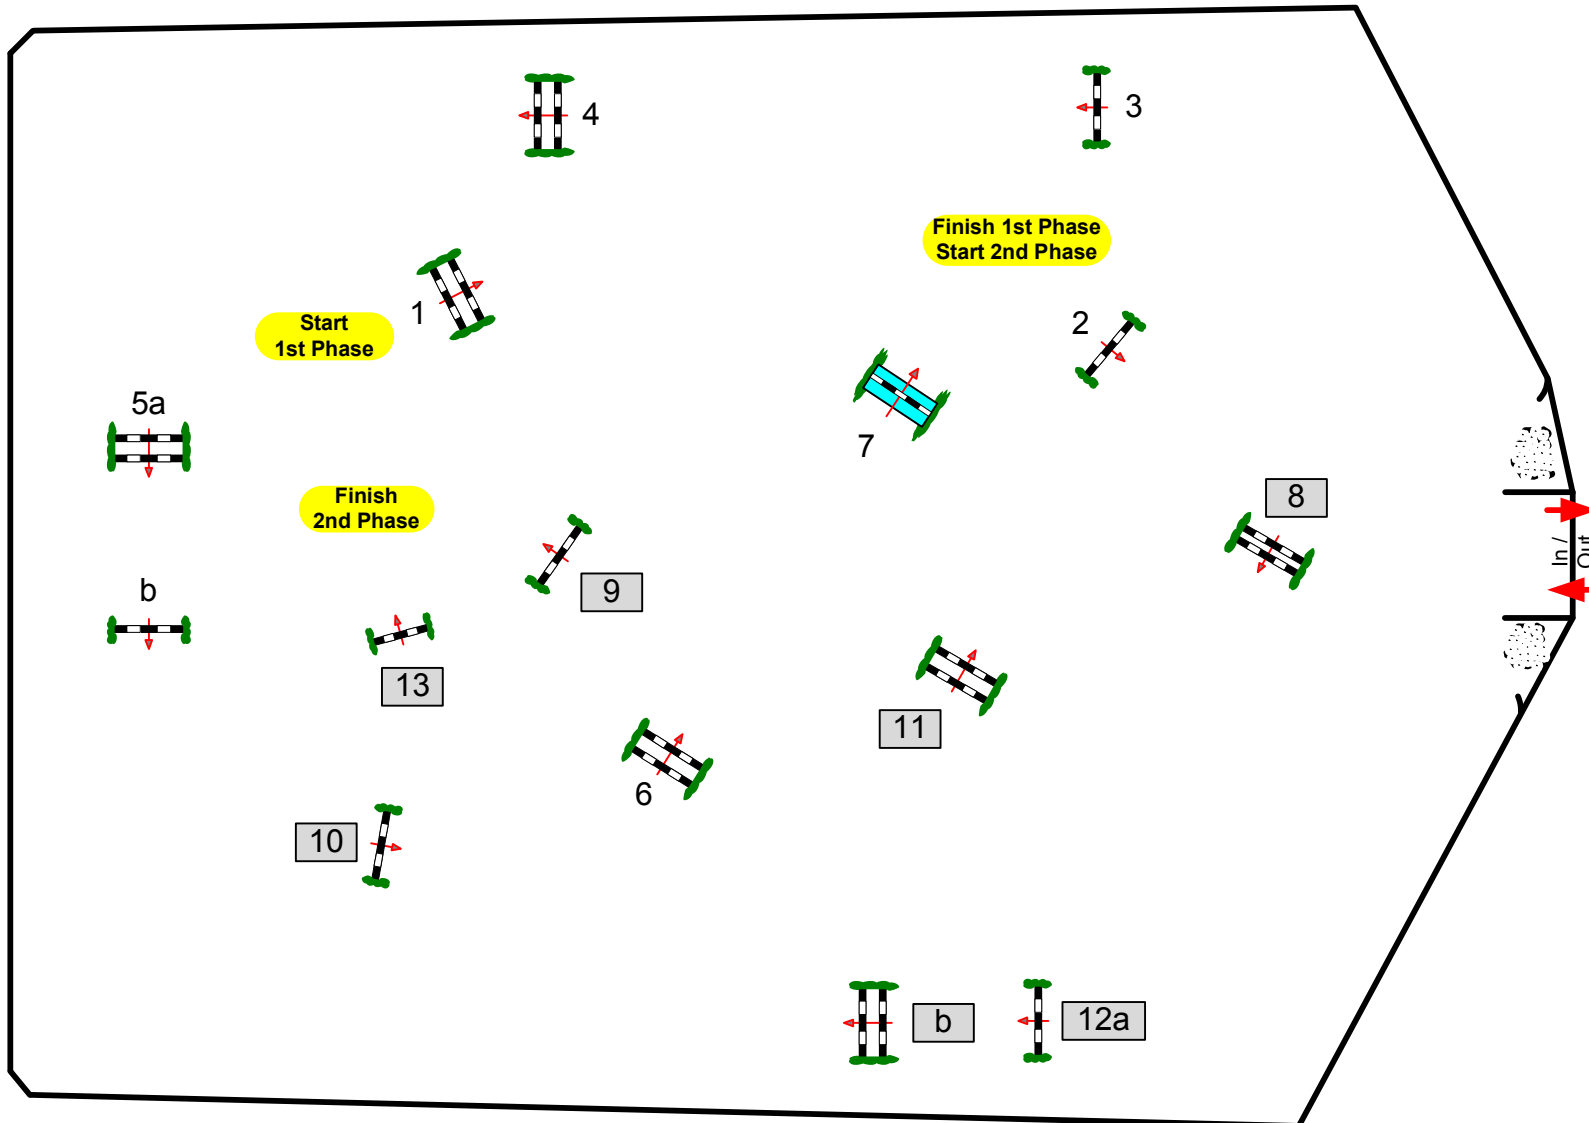 4
3
Finish 1st Phase
Start 2nd Phase
1
Start
1st Phase
2
5a
7
8
Finish
2nd Phase
In /
Out
b
9
13
11
6
10
b
12a